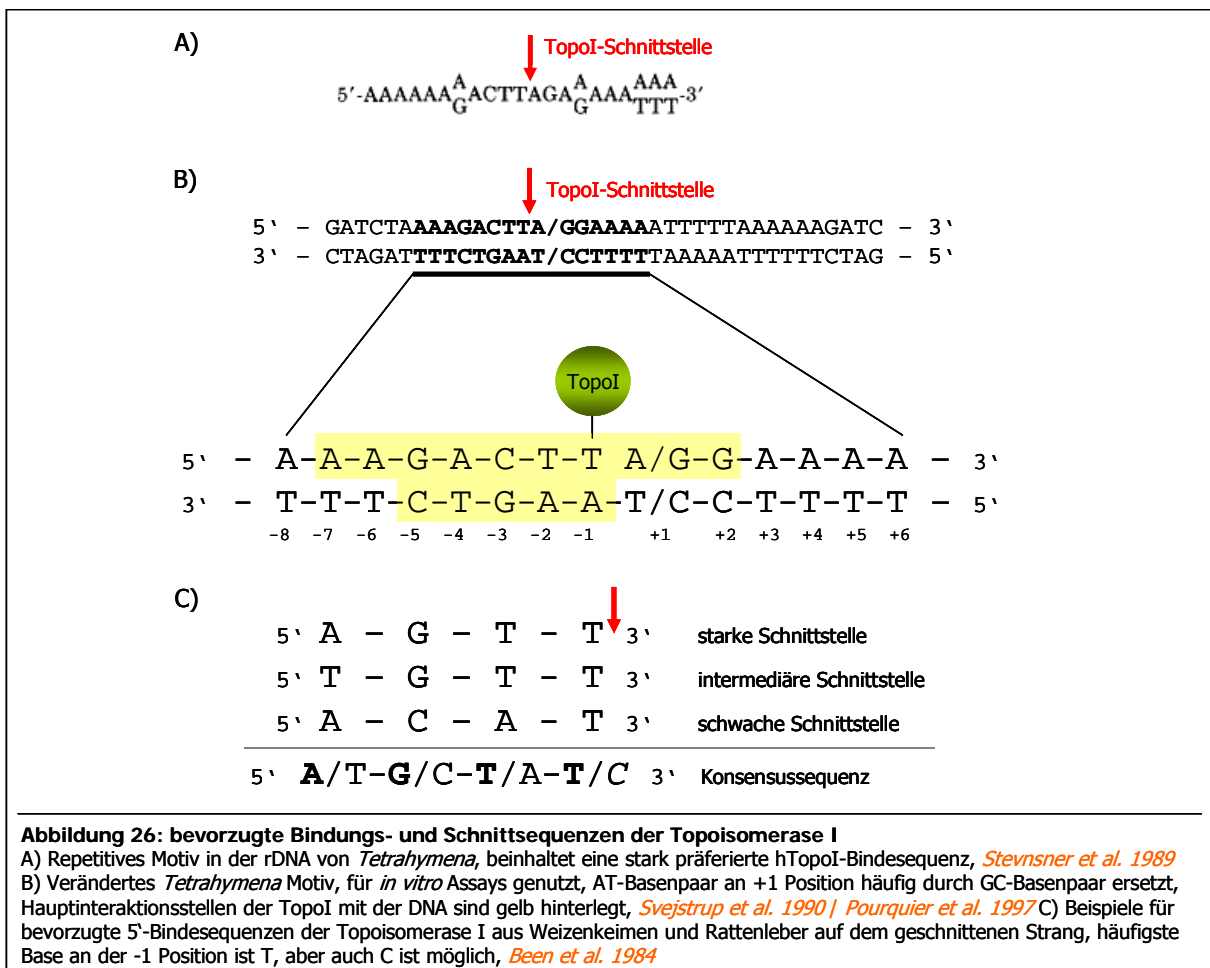 A)
TopoI-Schnittstelle
A A AAA
5′-AAAAAA ACTTAGA AAA -3′
G G TTT
B)
TopoI-Schnittstelle
5‛ – GATCTAAAAGACTTA/GGAAAAATTTTTAAAAAAGATC – 3‛
3‛ – CTAGATTTTCTGAAT/CCTTTTTAAAAATTTTTTCTAG – 5‛
TopoI
5‛ – A-A-A-G-A-C-T-T A/G-G-A-A-A-A – 3‛
3‛ – T-T-T-C-T-G-A-A-T/C-C-T-T-T-T – 5‛
-8 -7 -6 -5 -4 -3 -2 -1 +1 +2 +3 +4 +5 +6
C)
5‛ A – G – T – T 3‛ starke Schnittstelle
5‛ T – G – T – T 3‛ intermediäre Schnittstelle
5‛ A – C – A – T 3‛ schwache Schnittstelle
5‛ A/T-G/C-T/A-T/C 3‛ Konsensussequenz
Abbildung 26: bevorzugte Bindungs- und Schnittsequenzen der Topoisomerase I
A) Repetitives Motiv in der rDNA von Tetrahymena, beinhaltet eine stark präferierte hTopoI-Bindesequenz, Stevnsner et al. 1989
B) Verändertes Tetrahymena Motiv, für in vitro Assays genutzt, AT-Basenpaar an +1 Position häufig durch GC-Basenpaar ersetzt,
Hauptinteraktionsstellen der TopoI mit der DNA sind gelb hinterlegt, Svejstrup et al. 1990 / Pourquier et al. 1997 C) Beispiele für
bevorzugte 5‛-Bindesequenzen der Topoisomerase I aus Weizenkeimen und Rattenleber auf dem geschnittenen Strang, häufigste
Base an der -1 Position ist T, aber auch C ist möglich, Been et al. 1984